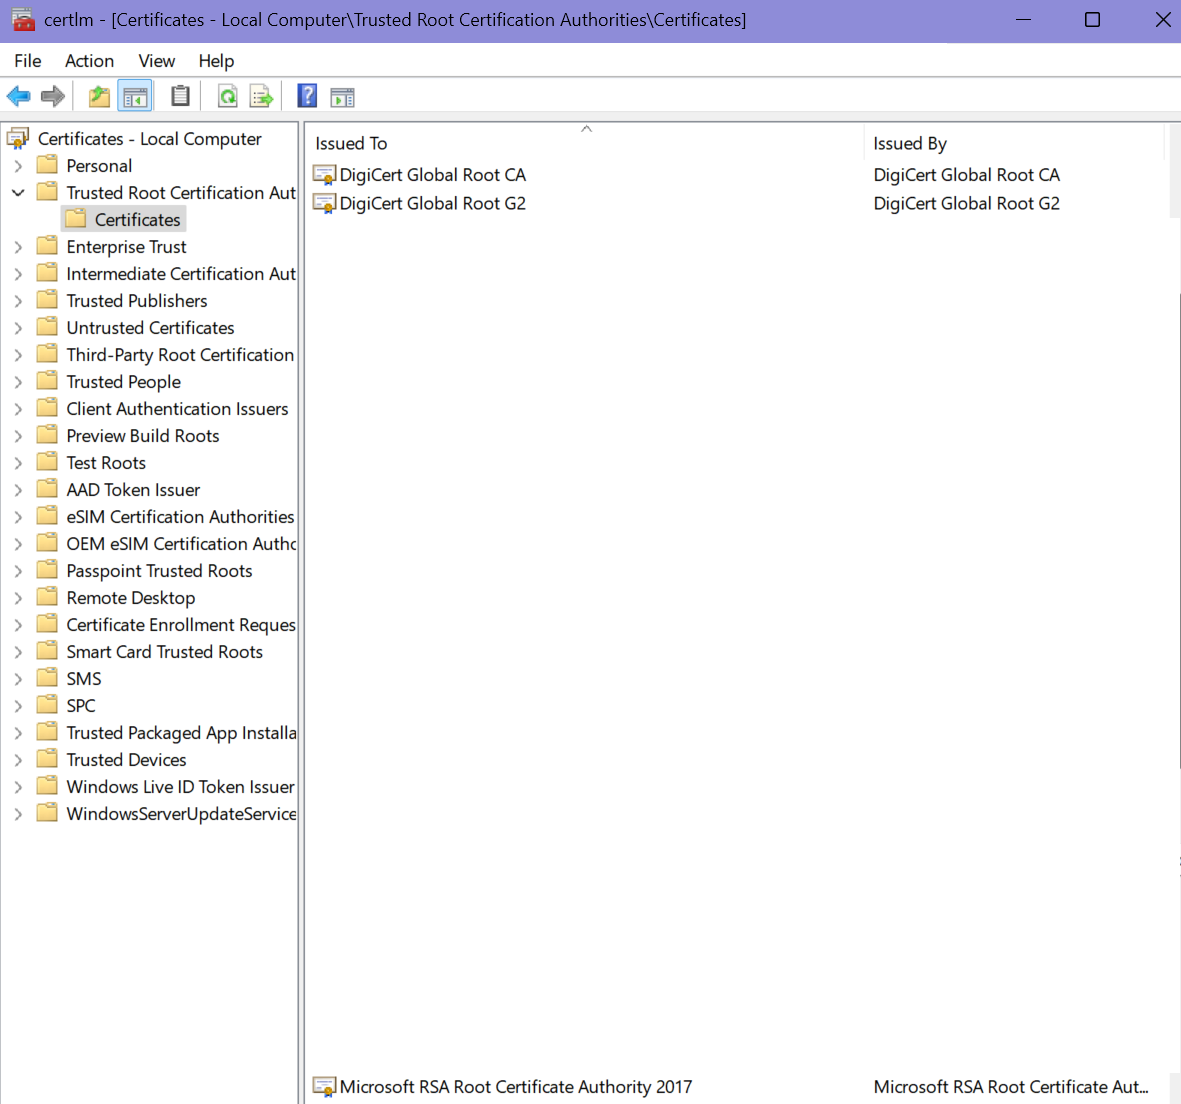 certlm - [Certificates - Local Computer\Trusted Root Certification Authorities\Certificates]
File Action View Help
Certificates - Local Computer
Personal
Trusted Root Certification Aut
Certificates
Enterprise Trust
Intermediate Certification Aut
Trusted Publishers
Untrusted Certificates
Third-Party Root Certification
Trusted People
Client Authentication Issuers
Preview Build Roots
Test Roots
AAD Token Issuer
eSIM Certification Authorities
OEM eSIM Certification Autho
Passpoint Trusted Roots
Remote Desktop
Certificate Enrollment Reques
Smart Card Trusted Roots
SMS
SPC
Trusted Packaged App Installa
Trusted Devices
Windows Live ID Token Issuer
WindowsServerUpdateService
Issued To Issued By
DigiCert Global Root CA DigiCert Global Root CA
DigiCert Global Root G2 DigiCert Global Root G2
Microsoft RSA Root Certificate Authority 2017 Microsoft RSA Root Certificate Aut...